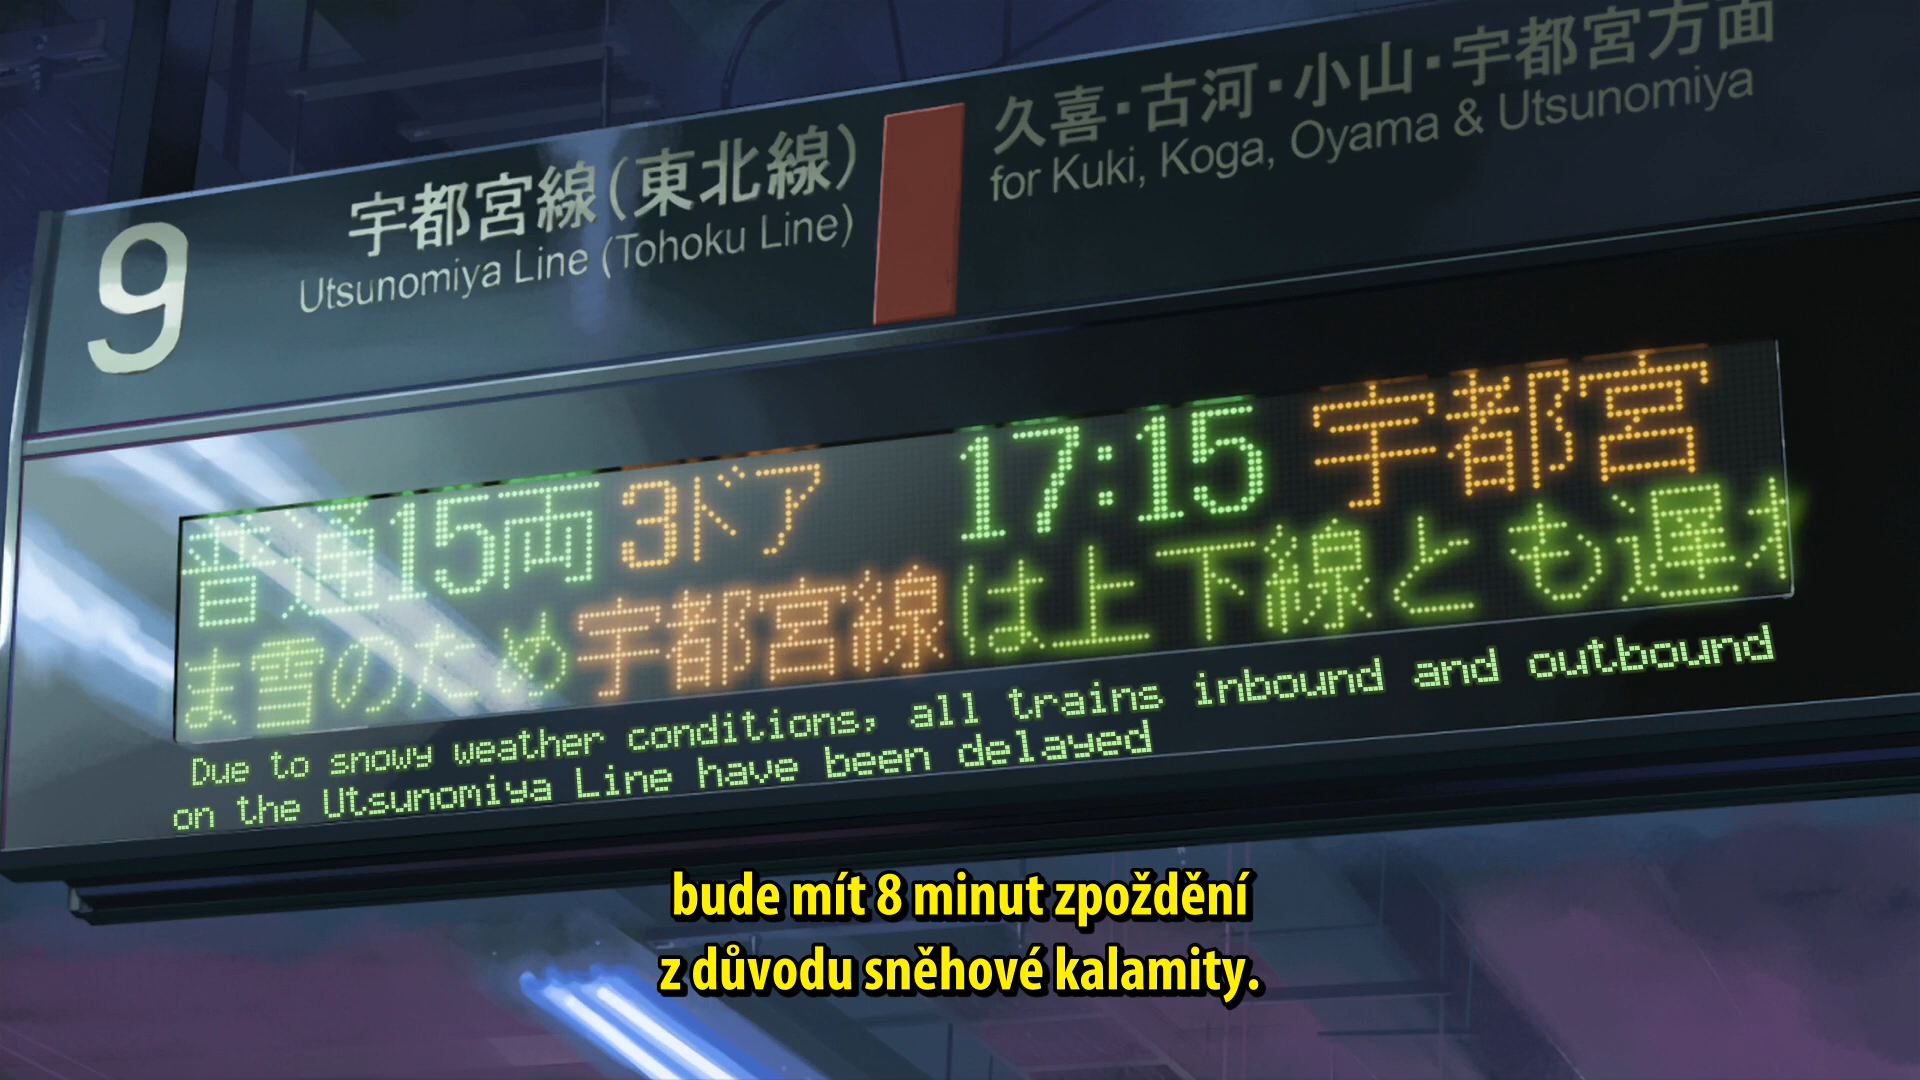 9
宇都宮線(東北線)
Utsunomiya Line (Tohoku Line)
久喜・古河・小山・宇都宮方面
for Kuki, Koga, Oyama & Utsunomiya
普通15両 3ドア 17:15 宇都宮
ま雪のため宇都宮線は上下線とも遅れ
Due to snowy weather conditions, all trains inbound and outbound
on the Utsunomiya Line have been delayed
bude mít 8 minut zpoždění
z důvodu sněhové kalamity.